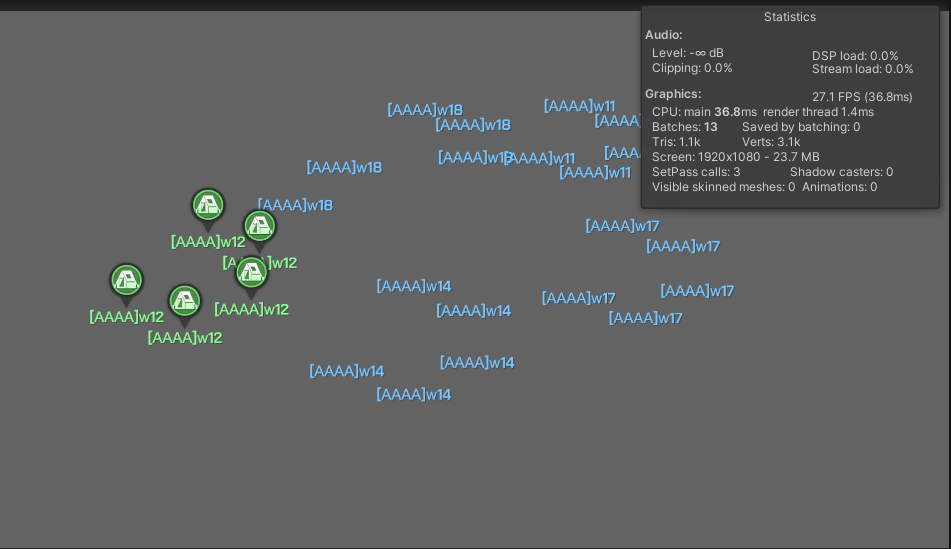 Statistics
Audio:
Level: -∞ dB
DSP load: 0.0%
Clipping: 0.0%
Stream load: 0.0%
Graphics:
27.1 FPS (36.8ms)
CPU: main 36.8ms render thread 1.4ms
Batches: 13 Saved by batching: 0
Tris: 1.1k Verts: 3.1k
Screen: 1920x1080 - 23.7 MB
SetPass calls: 3 Shadow casters: 0
Visible skinned meshes: 0 Animations: 0
[AAAA]w18
[AAAA]w11
[AAAA]w18
[AAAA
[AAAA]w11
[AAA
[AAAA]w18
[AAAA]w11
[AAAA]w18
[AAAA]w17
[AAAA]w12
[AAAA]w17
]w12
[AAAA]w14
[AAAA]w17
[AAAA]w17
[AAAA]w12
[AAAA]w14
[AAAA]w12
[AAAA]w17
[AAAA]w12
[AAAA]w14
[AAAA]w14
[AAAA]w14